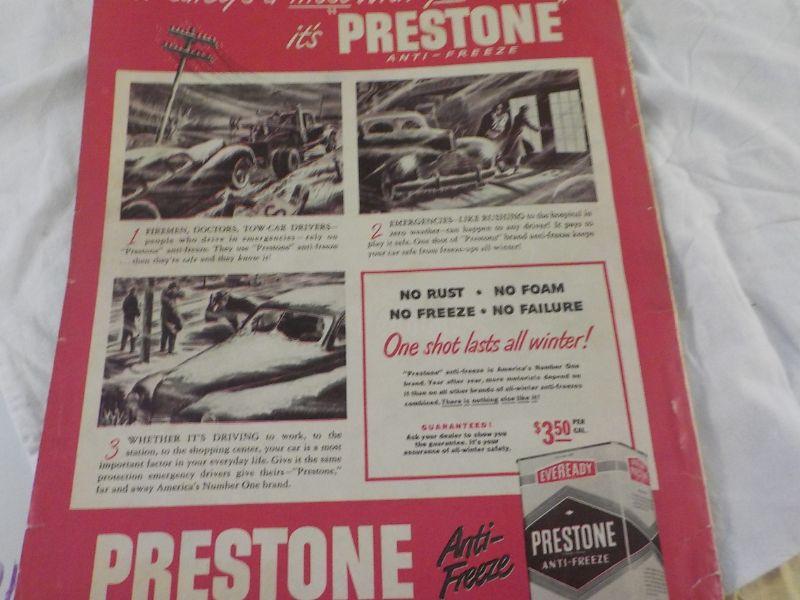 it's "PRESTONE"
ANTI-FREEZE
1 FIREMEN, DOCTORS, TOW-CAR DRIVERS—
people who drive in emergencies—rely on
"Prestone" anti-freeze. They use "Prestone" anti-freeze
. . . then they're safe and they know it!
2 EMERGENCIES—LIKE RUSHING to the hospital in
zero weather—can happen to any driver! It pays to
play it safe. One shot of "Prestone" brand anti-freeze keeps
your car safe from freeze-ups all winter!
NO RUST • NO FOAM
NO FREEZE • NO FAILURE
One shot lasts all winter!
"Prestone" anti-freeze is America's Number One
brand. Year after year, more motorists depend on
it than on all other brands of all-winter anti-freezes
combined. There is nothing else like it!
GUARANTEED!
Ask your dealer to show you
the guarantee. It's your
assurance of all-winter safety.
$3.50 PER
GAL.
3 WHETHER IT'S DRIVING to work, to the
station, to the shopping center, your car is a most
important factor in your everyday life. Give it the same
protection emergency drivers give theirs—"Prestone,"
far and away America's Number One brand.
EVEREADY
PRESTONE
ANTI-FREEZE
PRESTONE
Anti-
Freeze